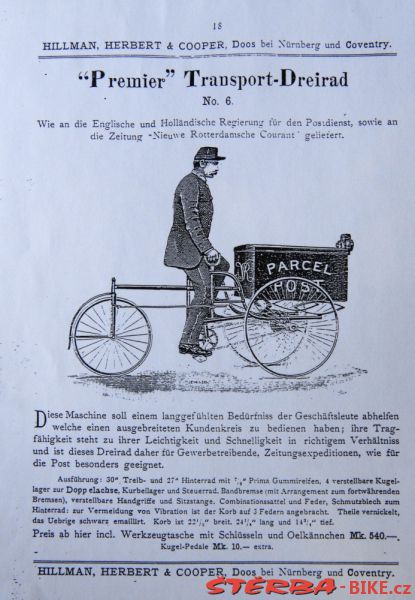 18
HILLMAN, HERBERT & COOPER, Doos bei Nürnberg und Coventry.
“Premier” Transport-Dreirad
No. 6.
Wie an die Englische und Holländische Regierung für den Postdienst, sowie an
die Zeitung „Nieuwe Rotterdamsche Courant“ geliefert.
V R
PARCEL
POST
Diese Maschine soll einem langgefühlten Bedürfniss der Geschäftsleute abhelfen
welche einen ausgebreiteten Kundenkreis zu bedienen haben; ihre Trag-
fähigkeit steht zu ihrer Leichtigkeit und Schnelligkeit in richtigem Verhältniss
und ist dieses Dreirad daher für Gewerbetreibende, Zeitungsexpeditionen, wie für
die Post besonders geeignet.
Ausführung: 30", Treib- und 27" Hinterrad mit 7/8" Prima Gummireifen, 4 verstellbare Kugel-
lager zur Doppelachse, Kurbellager und Steuerrad. Bandbremse (mit Arrangement zum fortwährenden
Bremsen), verstellbare Handgriffe und Sitzstange. Combinationssattel und Feder, Schmutzblech zum
Hinterrad: zur Vermeidung von Vibration ist der Korb auf 3 Federn angebracht. Theile vernickelt,
das Uebrige schwarz emaillirt. Korb ist 22 1/2" breit. 24 3/4" lang und 14 3/4" tief.
Preis ab hier incl. Werkzeugtasche mit Schlüsseln und Oelkännchen Mk. 540.—.
Kugel-Pedale Mk. 10.— extra.
HILLMAN, HERBERT & COOPER, Doos bei Nürnberg und Coventry.
ŠTĚRBA-BIKE.cz